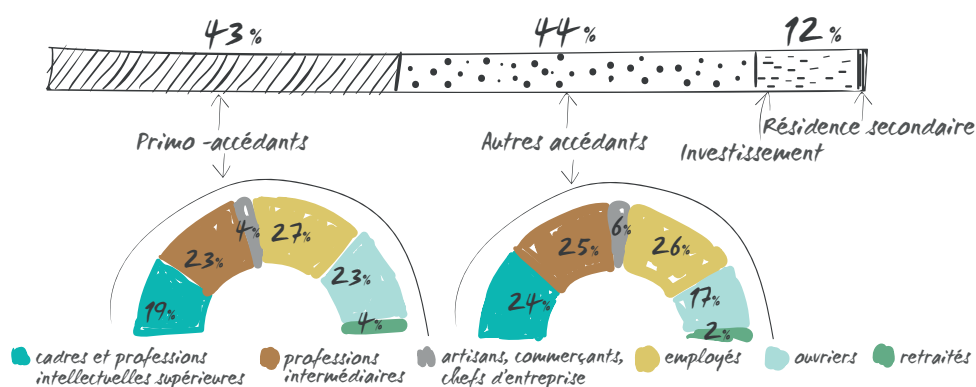 43% 44% 12%
Primo-accédants Autres accédants Résidence secondaire
Investissement
23% 4% 27% 25% 6% 26%
19% 23% 24% 17%
4% 2%
cadres et professions professions artisans, commerçants, employés ouvriers retraités
intellectuelles supérieures intermédiaires chefs d'entreprise